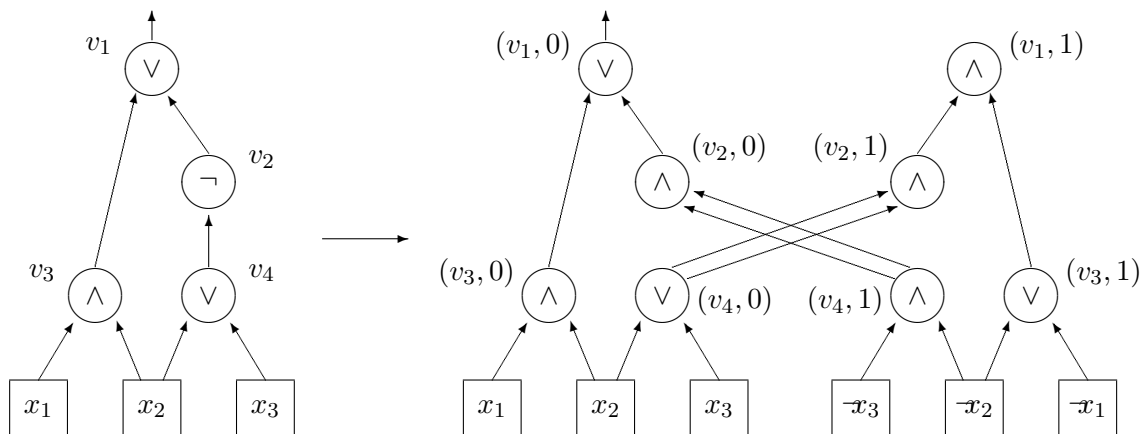 v₁ (v₁, 0) (v₁, 1)
∨ ∨ ∧
v₂ (v₂, 0) (v₂, 1)
¬ ∧ ∧
v₃ v₄ (v₃, 0) (v₄, 0) (v₄, 1) (v₃, 1)
∧ ∨ ∧ ∨ ∧ ∨
x₁ x₂ x₃ x₁ x₂ x₃ ¬x₃ ¬x₂ ¬x₁